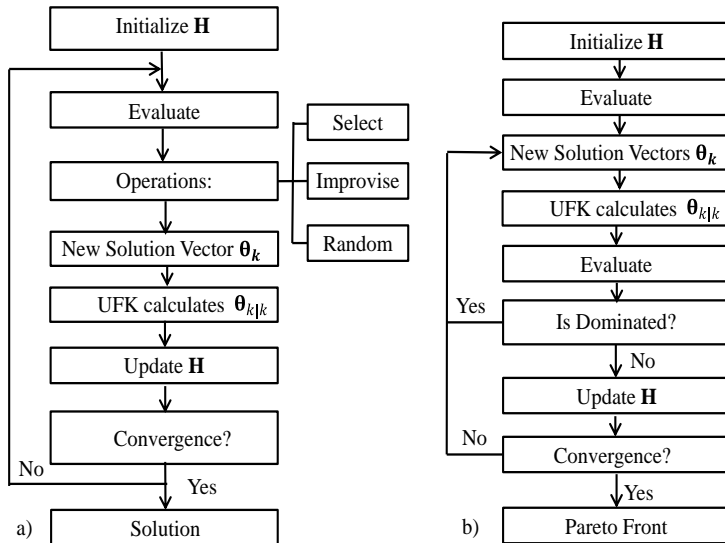 Initialize H
Evaluate
Operations:
Select
Improvise
Random
New Solution Vector θk
UFK calculates θk|k
Update H
Convergence?
No
Yes
a)
Solution
Initialize H
Evaluate
New Solution Vectors θk
UFK calculates θk|k
Evaluate
Yes
Is Dominated?
No
Update H
No
Convergence?
Yes
b)
Pareto Front